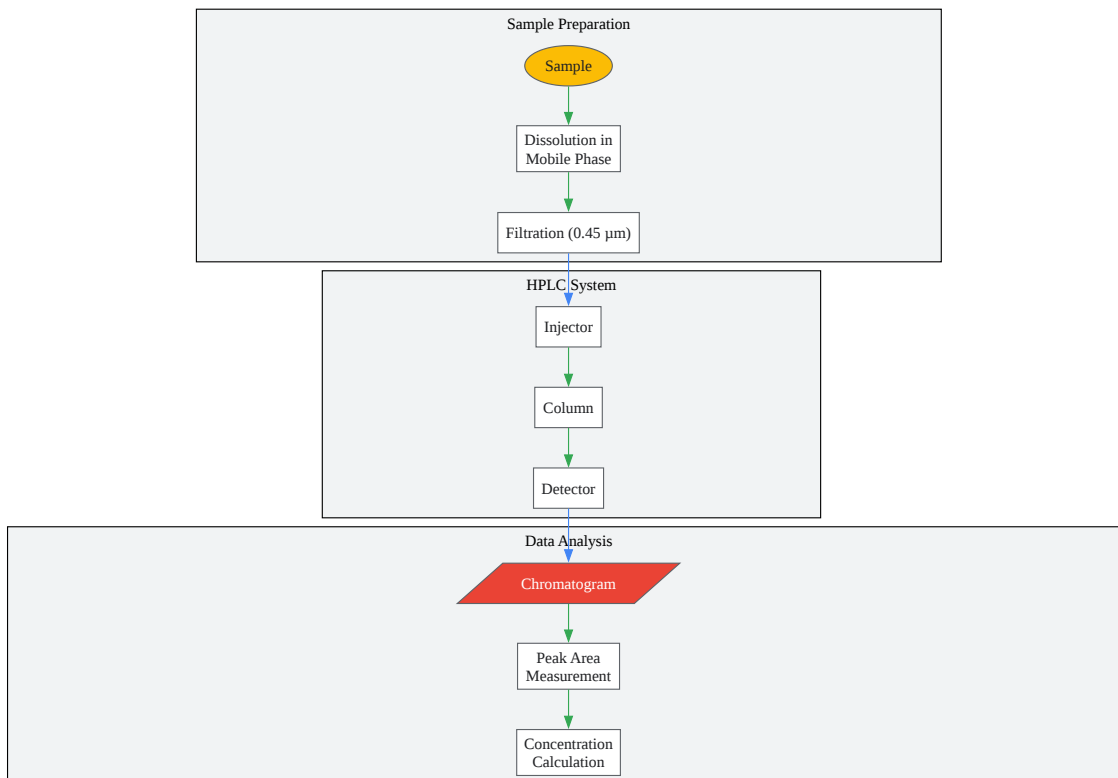 Sample Preparation
Sample
Dissolution in
Mobile Phase
Filtration (0.45 µm)
HPLC System
Injector
Column
Detector
Data Analysis
Chromatogram
Peak Area
Measurement
Concentration
Calculation